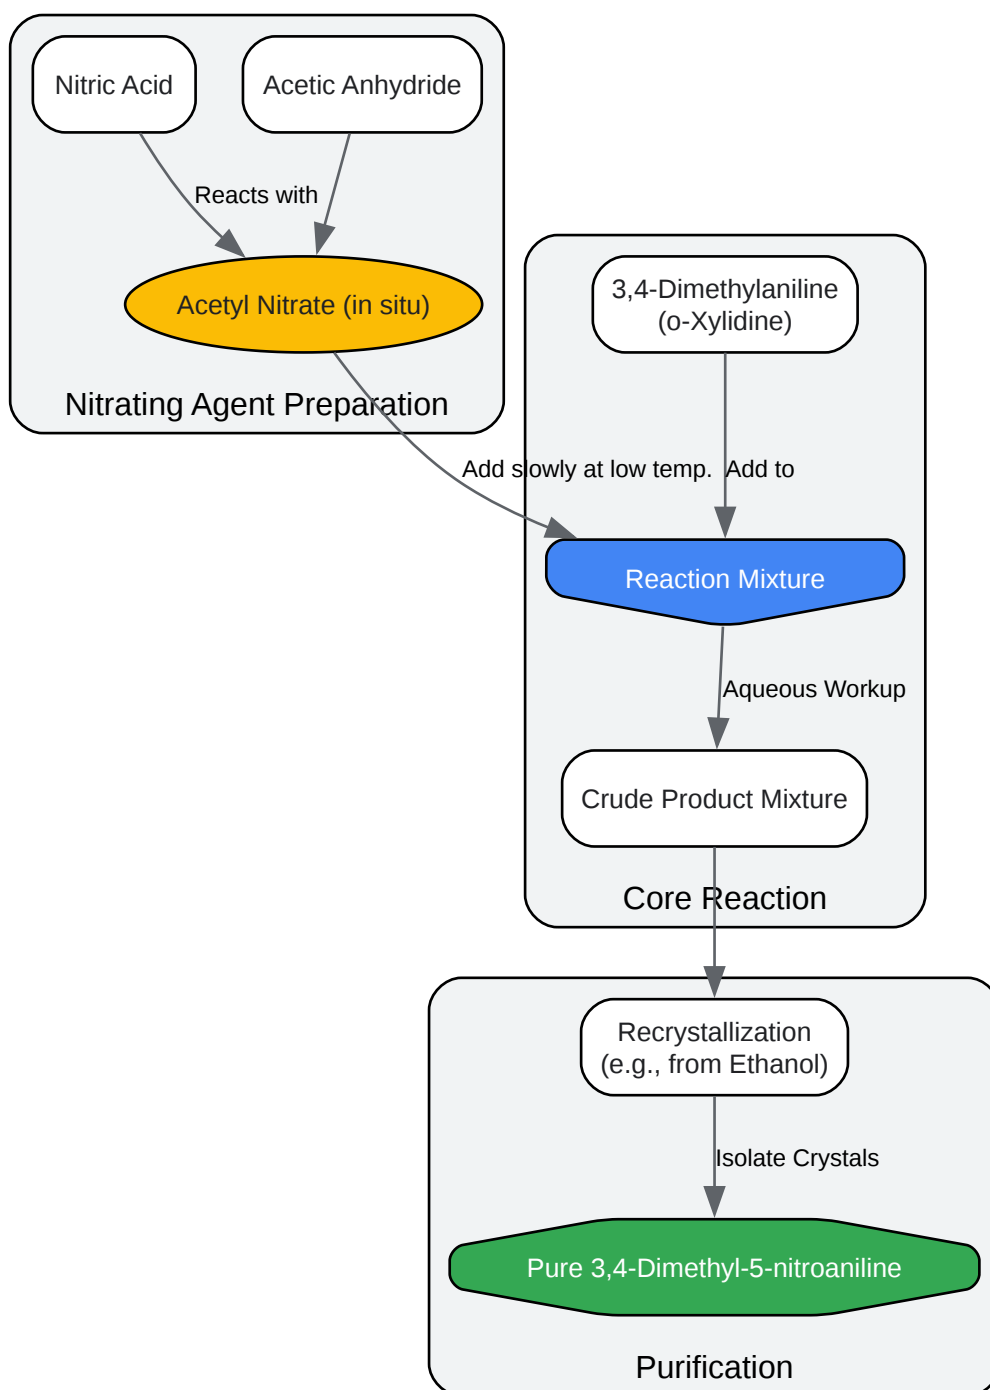 Nitric Acid
Acetic Anhydride
Reacts with
Acetyl Nitrate (in situ)
Nitrating Agent Preparation
3,4-Dimethylaniline
(o-Xylidine)
Add slowly at low temp.
Add to
Reaction Mixture
Aqueous Workup
Crude Product Mixture
Core Reaction
Recrystallization
(e.g., from Ethanol)
Isolate Crystals
Pure 3,4-Dimethyl-5-nitroaniline
Purification